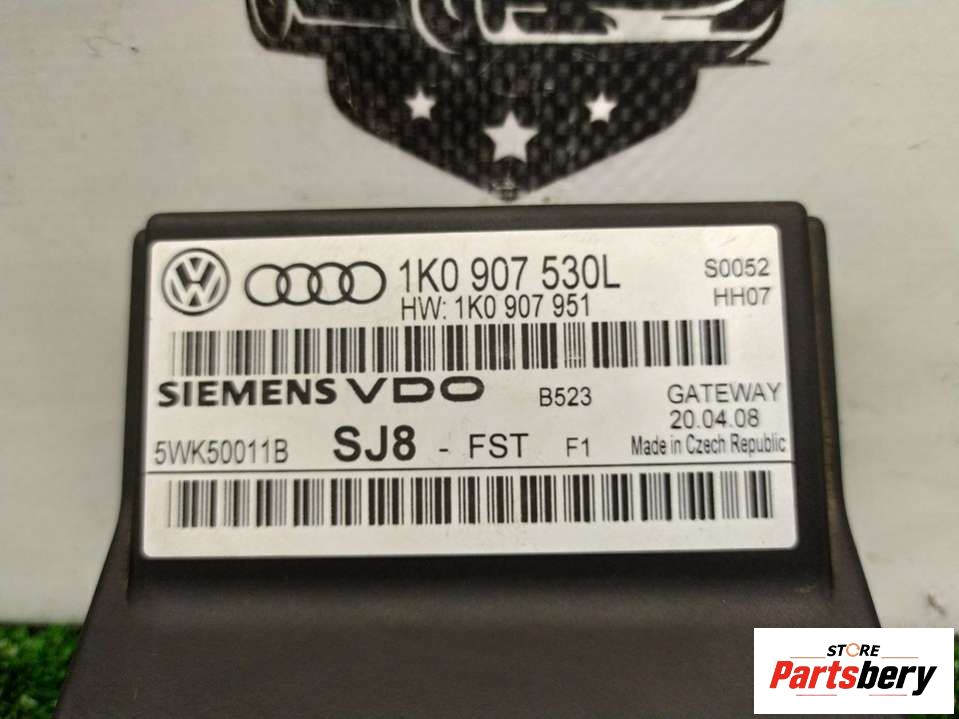 1K0 907 530L
S0052
HW: 1K0 907 951
HH07
SIEMENS VDO
B523
GATEWAY
20.04.08
5WK50011B
SJ8 - FST F1
Made in Czech Republic
STORE
Partsbery